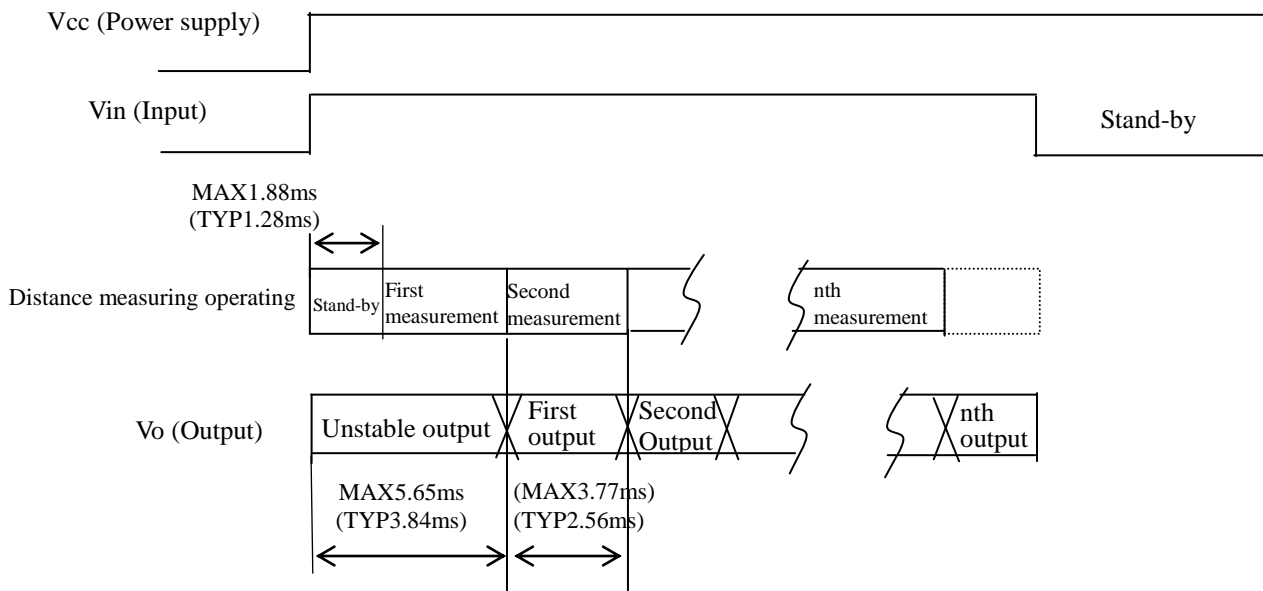 Vcc (Power supply)
Vin (Input)
Stand-by
MAX1.88ms
(TYP1.28ms)
Distance measuring operating
Stand-by
First
measurement
Second
measurement
nth
measurement
Vo (Output)
Unstable output
First
output
Second
Output
nth
output
MAX5.65ms
(TYP3.84ms)
(MAX3.77ms)
(TYP2.56ms)